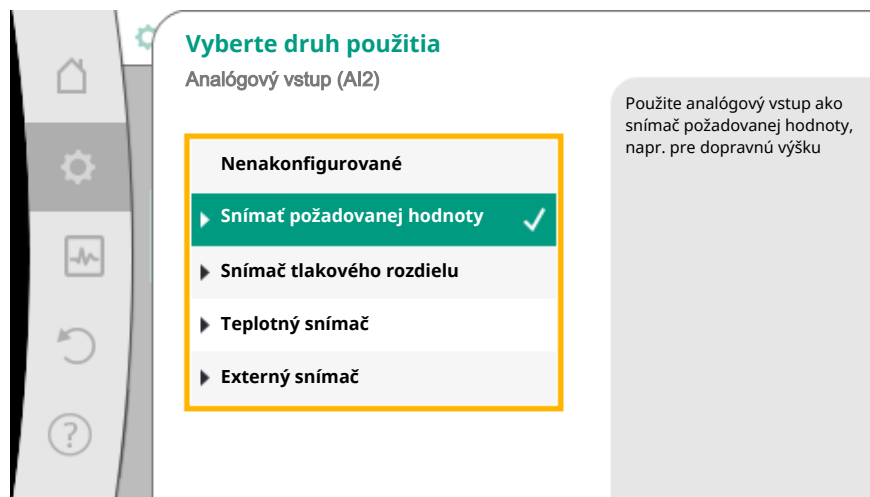 Vyberte druh použitia
Analógový vstup (AI2)
Nenakonfigurované
Snímať požadovanej hodnoty
Snímač tlakového rozdielu
Teplotný snímač
Externý snímač
Použite analógový vstup ako
snímač požadovanej hodnoty,
napr. pre dopravnú výšku
?